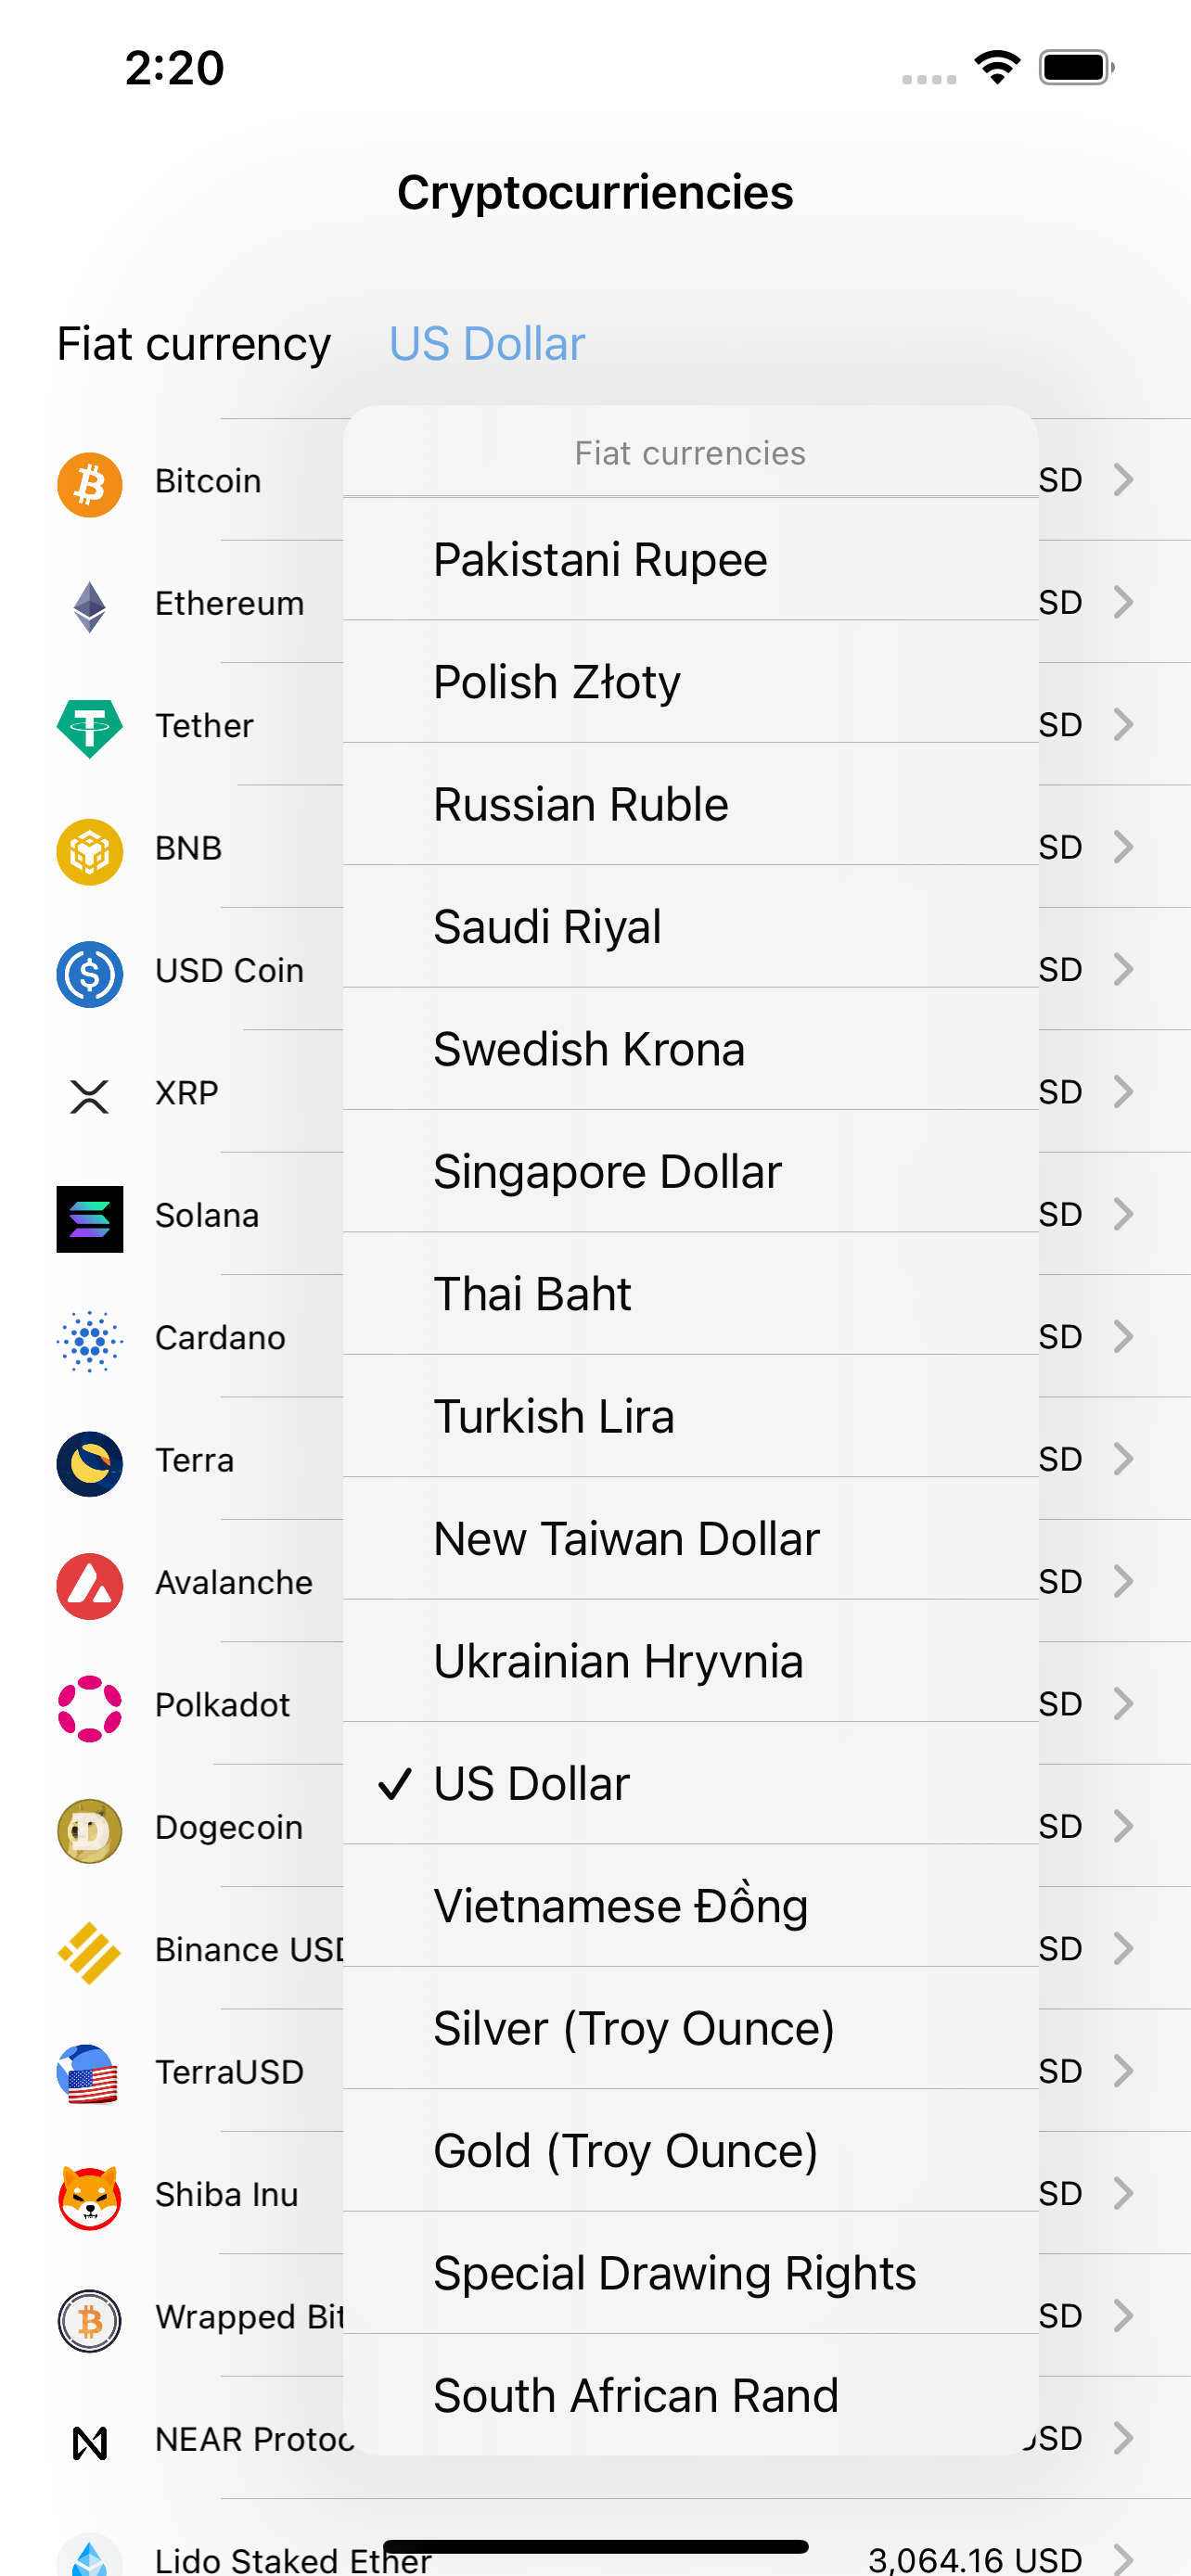 2:20
Cryptocurriencies
Fiat currency US Dollar
Fiat currencies
Bitcoin SD
Pakistani Rupee
Ethereum SD
Polish Złoty
Tether SD
Russian Ruble
BNB SD
Saudi Riyal
USD Coin SD
Swedish Krona
XRP SD
Singapore Dollar
Solana SD
Thai Baht
Cardano SD
Turkish Lira
Terra SD
New Taiwan Dollar
Avalanche SD
Ukrainian Hryvnia
Polkadot SD
✓ US Dollar
Dogecoin SD
Vietnamese Đồng
Binance USD SD
Silver (Troy Ounce)
TerraUSD SD
Gold (Troy Ounce)
Shiba Inu SD
Special Drawing Rights
Wrapped Bit SD
South African Rand
NEAR Protoc USD
Lido Staked Ether 3,064.16 USD